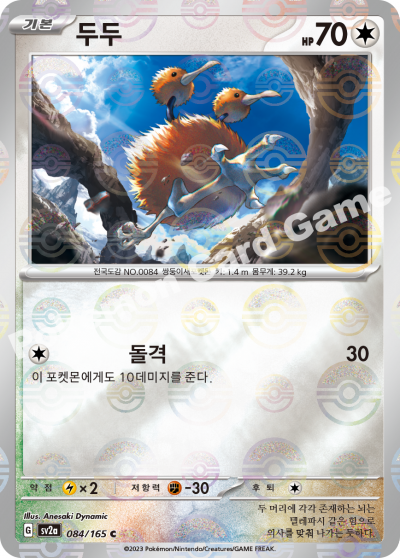 기본 두두 HP 70
전국도감 NO.0084 쌍둥이새포켓몬 키: 1.4 m 몸무게: 39.2 kg
돌격 30
이 포켓몬에게도 10데미지를 준다.
약점 ×2 저항력 -30 후퇴
Illus. Anesaki Dynamic
G sv2a 084/165 C
두 머리에 각각 존재하는 뇌는
텔레파시 같은 힘으로
의사를 맞춰 움직이는 듯하다.
©2023 Pokémon/Nintendo/Creatures/GAME FREAK.